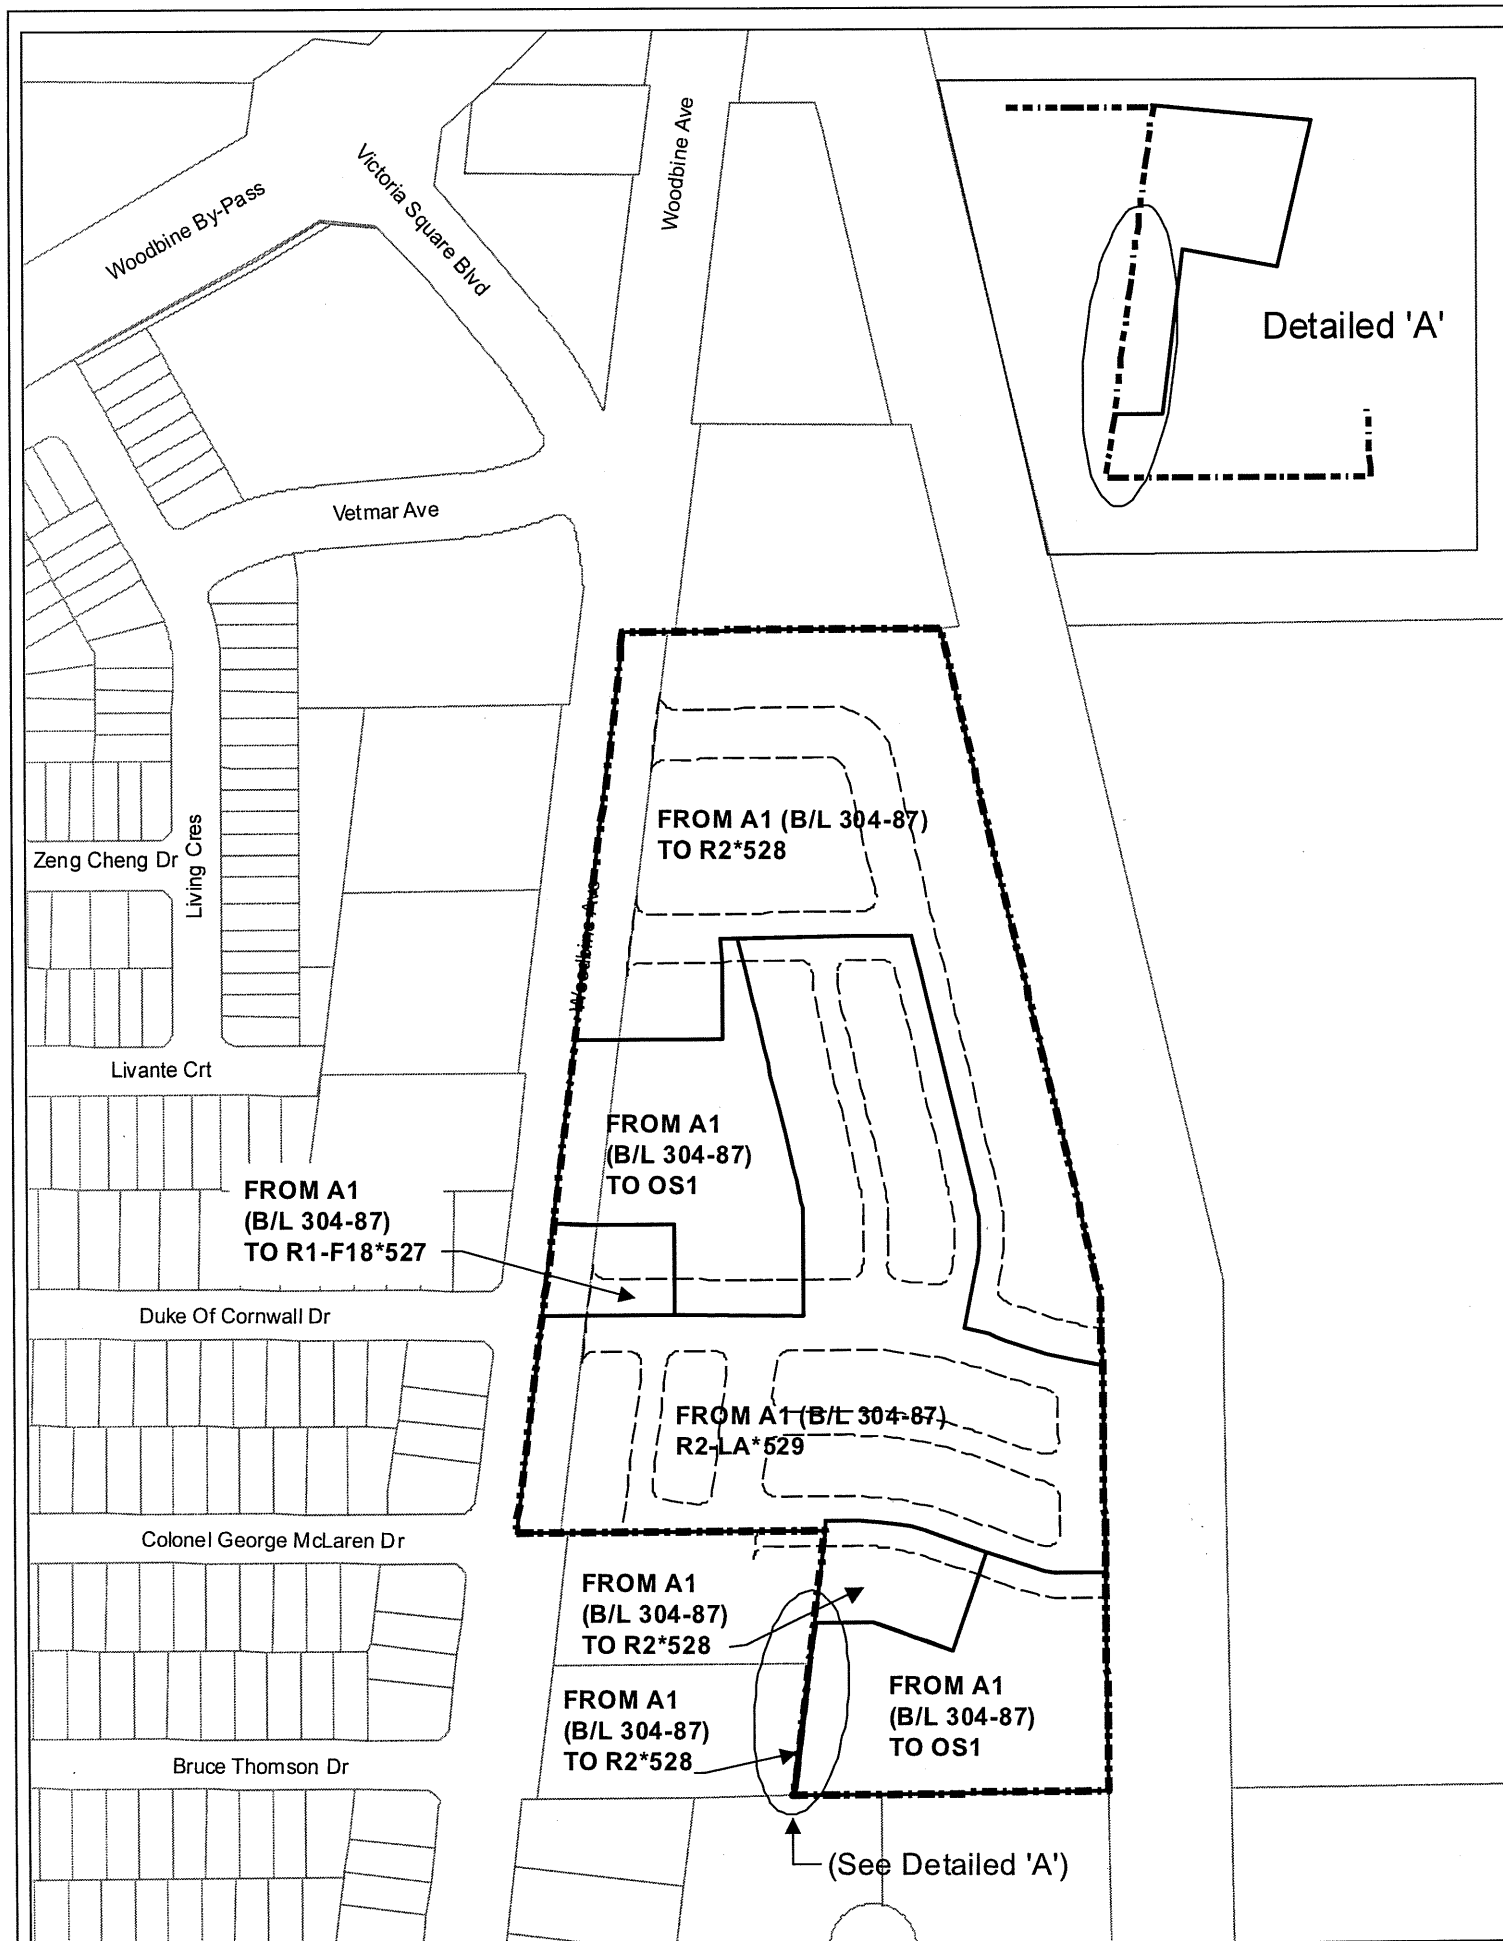 Woodbine By-Pass
Victoria Square Blvd
Woodbine Ave
Detailed 'A'
Vetmar Ave
FROM A1 (B/L 304-87)
TO R2*528
Zeng Cheng Dr
Living Cres
Woodbine Ave
Livante Crt
FROM A1
(B/L 304-87)
TO OS1
FROM A1
(B/L 304-87)
TO R1-F18*527
Duke Of Cornwall Dr
FROM A1 (B/L 304-87)
R2-LA*529
Colonel George McLaren Dr
FROM A1
(B/L 304-87)
TO R2*528
FROM A1
(B/L 304-87)
TO OS1
FROM A1
(B/L 304-87)
TO R2*528
Bruce Thomson Dr
(See Detailed 'A')